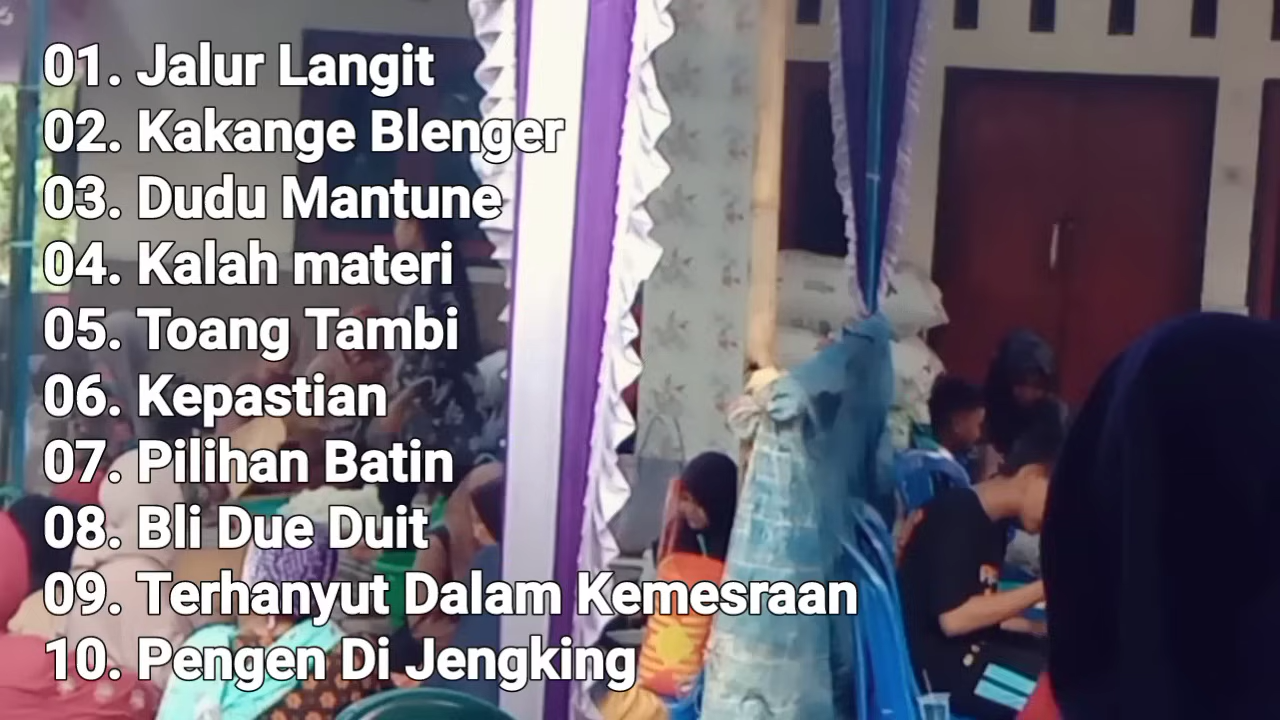 01. Jalur Langit
02. Kakange Blenger
03. Dudu Mantune
04. Kalah materi
05. Toang Tambi
06. Kepastian
07. Pilihan Batin
08. Bli Due Duit
09. Terhanyut Dalam Kemesraan
10. Pengen Di Jengking